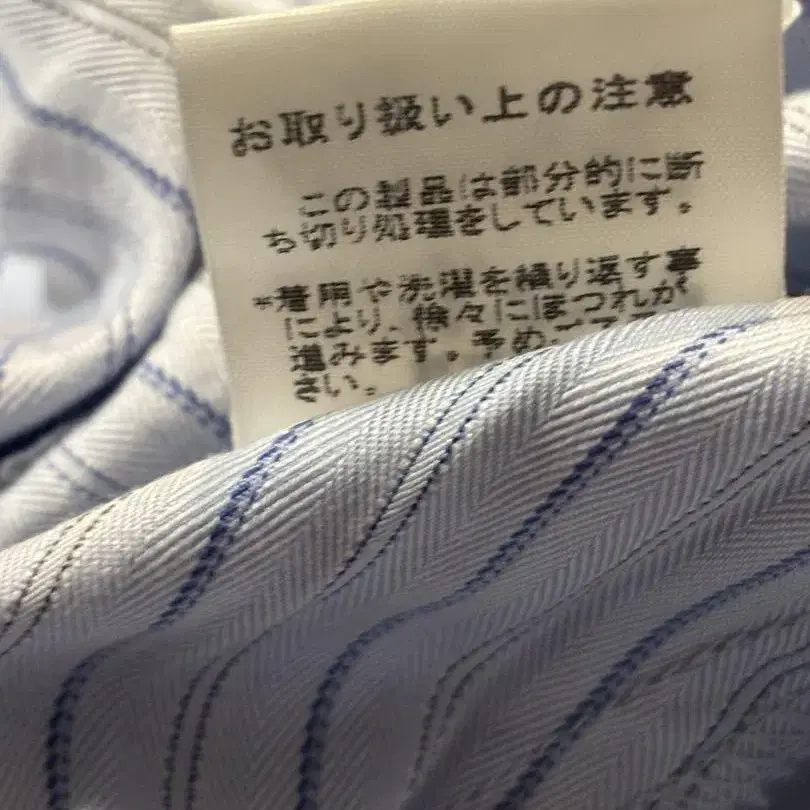 お取り扱い上の注意
この製品は部分的に断
ち切り処理をしています。
*着用や洗濯を繰り返す事
により、徐々にほつれが
進みます。予め
さい。